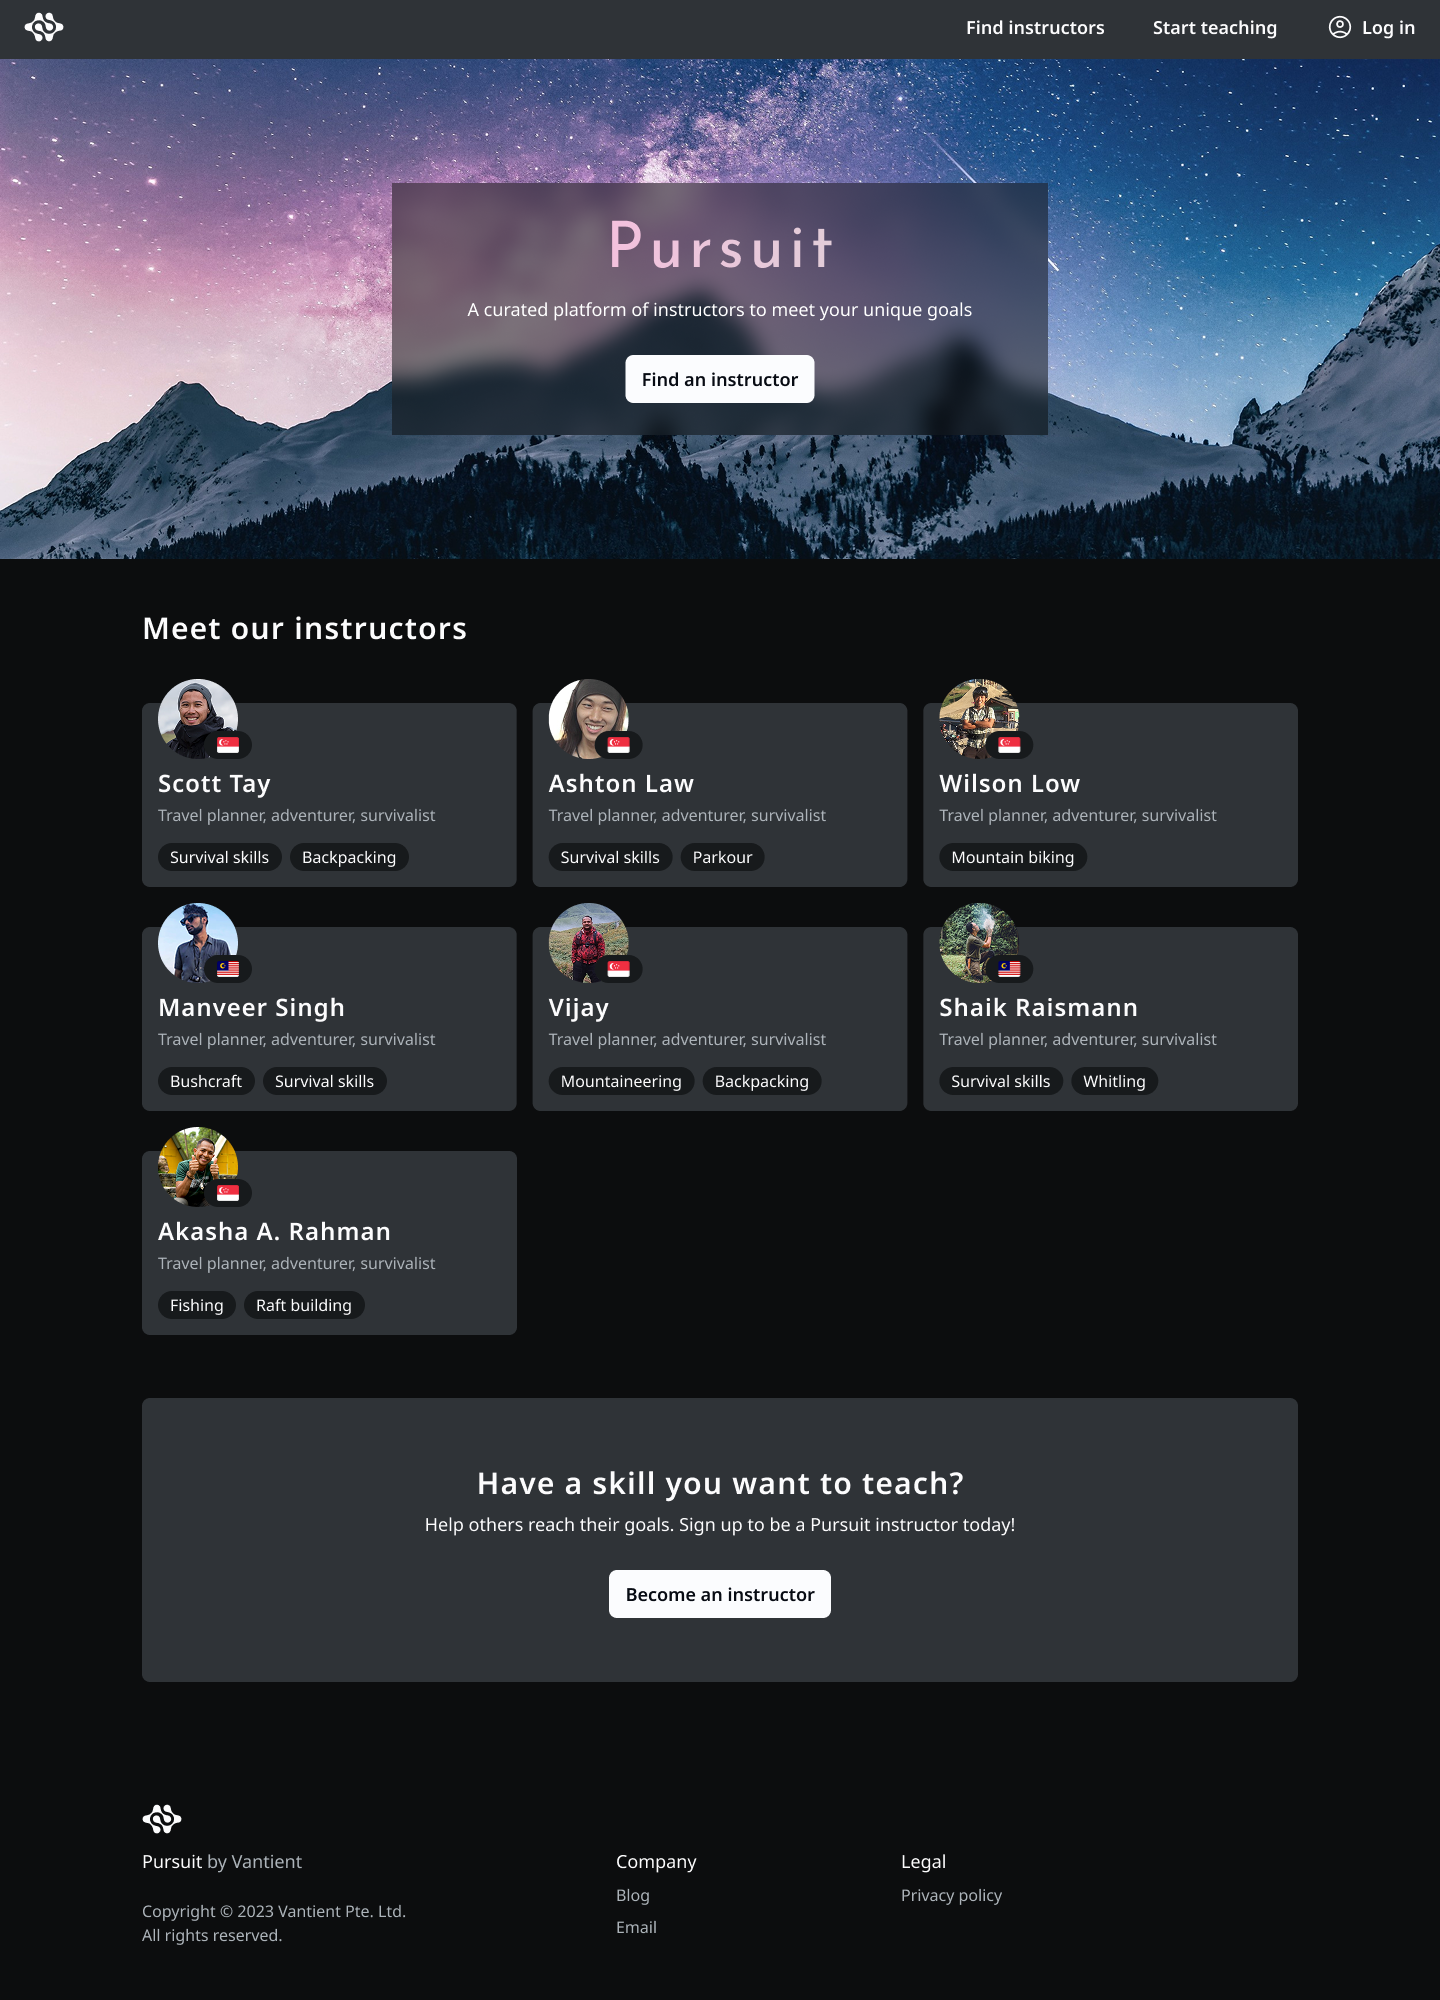 Find instructors
Start teaching
Log in
Pursuit
A curated platform of instructors to meet your unique goals
Find an instructor
Meet our instructors
Scott Tay
Travel planner, adventurer, survivalist
Survival skills
Backpacking
Ashton Law
Travel planner, adventurer, survivalist
Survival skills
Parkour
Wilson Low
Travel planner, adventurer, survivalist
Mountain biking
Manveer Singh
Travel planner, adventurer, survivalist
Bushcraft
Survival skills
Vijay
Travel planner, adventurer, survivalist
Mountaineering
Backpacking
Shaik Raismann
Travel planner, adventurer, survivalist
Survival skills
Whitling
Akasha A. Rahman
Travel planner, adventurer, survivalist
Fishing
Raft building
Have a skill you want to teach?
Help others reach their goals. Sign up to be a Pursuit instructor today!
Become an instructor
Pursuit by Vantient
Copyright © 2023 Vantient Pte. Ltd.
All rights reserved.
Company
Blog
Email
Legal
Privacy policy